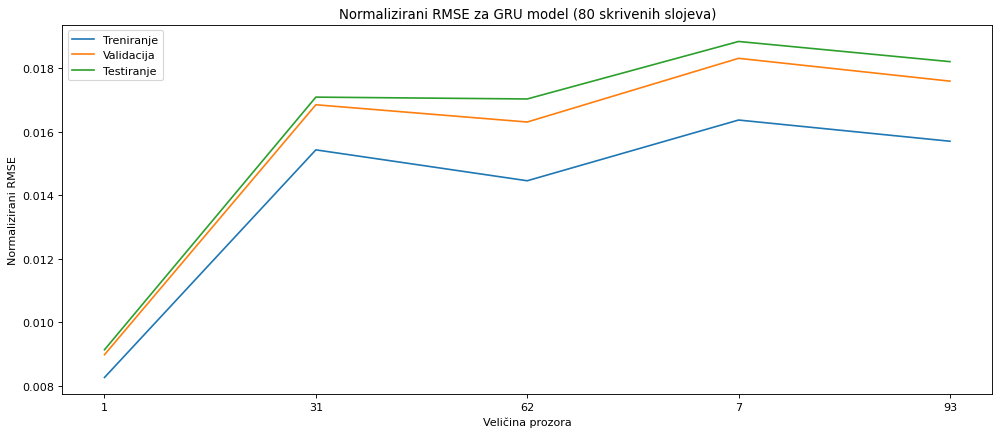 Normalizirani RMSE za GRU model (80 skrivenih slojeva)
Treniranje
Validacija
Testiranje
Normalizirani RMSE
0.018
0.016
0.014
0.012
0.010
0.008
1 31 62 7 93
Veličina prozora